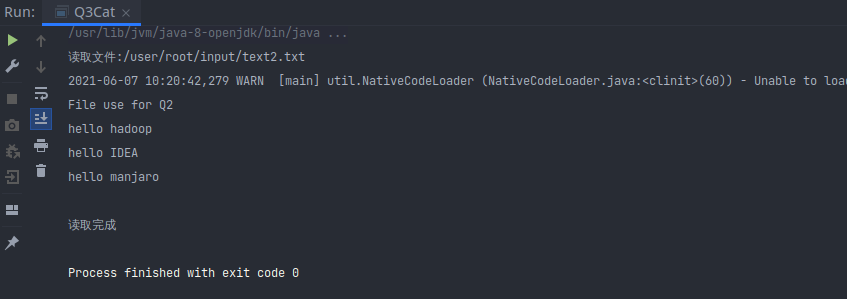 Run: Q3Cat ×
/usr/lib/jvm/java-8-openjdk/bin/java ...
读取文件:/user/root/input/text2.txt
2021-06-07 10:20:42,279 WARN  [main] util.NativeCodeLoader (NativeCodeLoader.java:<clinit>(60)) - Unable to loa
File use for Q2
hello hadoop
hello IDEA
hello manjaro
读取完成
Process finished with exit code 0